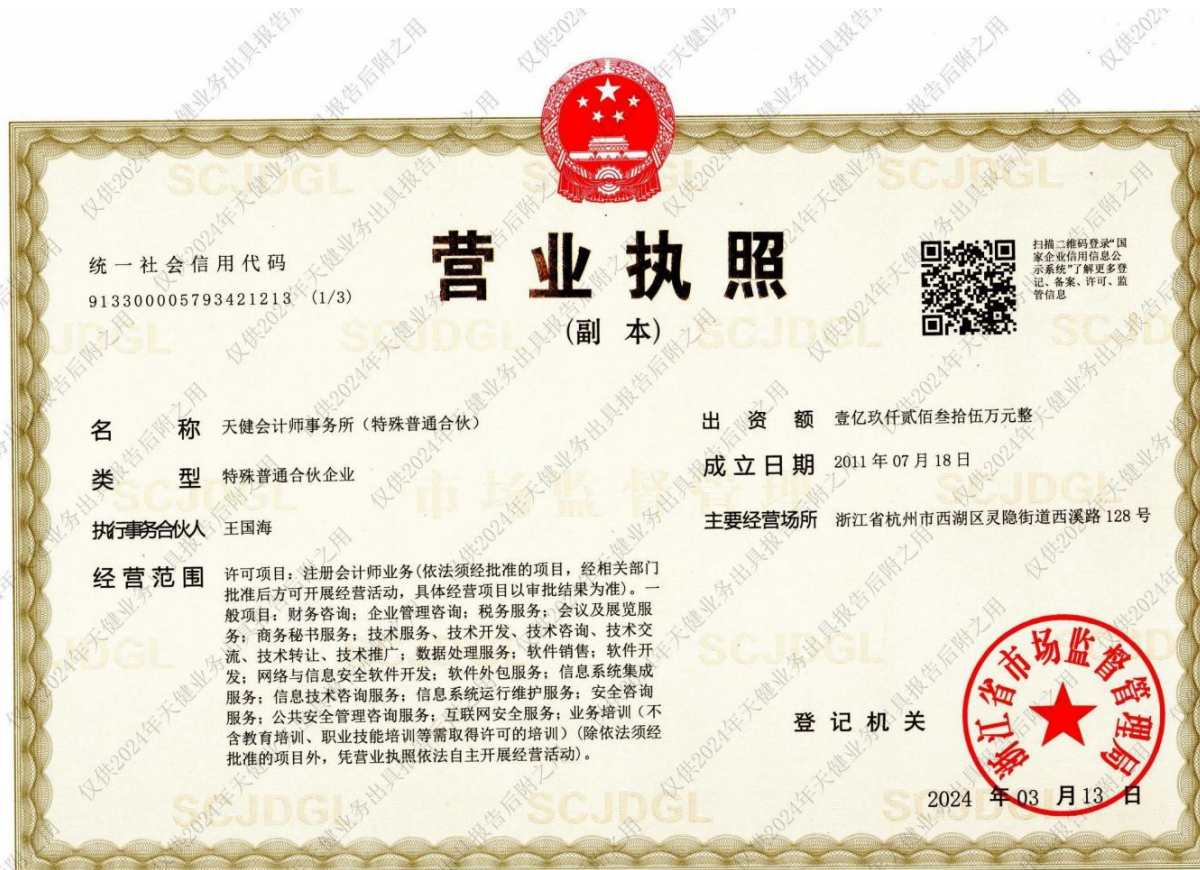 营业执照
(副 本)
统一社会信用代码
913300005793421213 (1/3)
扫描二维码登录“国
家企业信用信息公
示系统”了解更多登
记、备案、许可、监
管信息
名 称 天健会计师事务所（特殊普通合伙）
类 型 特殊普通合伙企业
执行事务合伙人 王国海
经营范围 许可项目：注册会计师业务(依法须经批准的项目，经相关部门
批准后方可开展经营活动，具体经营项目以审批结果为准）。一
般项目：财务咨询；企业管理咨询；税务服务；会议及展览服
务；商务秘书服务；技术服务、技术开发、技术咨询、技术交
流、技术转让、技术推广；数据处理服务；软件销售；软件开
发；网络与信息安全软件开发；软件外包服务；信息系统集成
服务；信息技术咨询服务；信息系统运行维护服务；安全咨询
服务；公共安全管理咨询服务；互联网安全服务；业务培训（不
含教育培训、职业技能培训等需取得许可的培训）(除依法须经
批准的项目外，凭营业执照依法自主开展经营活动）。
出 资 额 壹亿玖仟贰佰叁拾伍万元整
成立日期 2011 年 07 月 18 日
主要经营场所 浙江省杭州市西湖区灵隐街道西溪路 128 号
登记机关
浙江省市场监督管理局
2024 年 03 月 13 日
仅供2024年天健业务出具报告后附之用
SCJDGL
市场监督管理